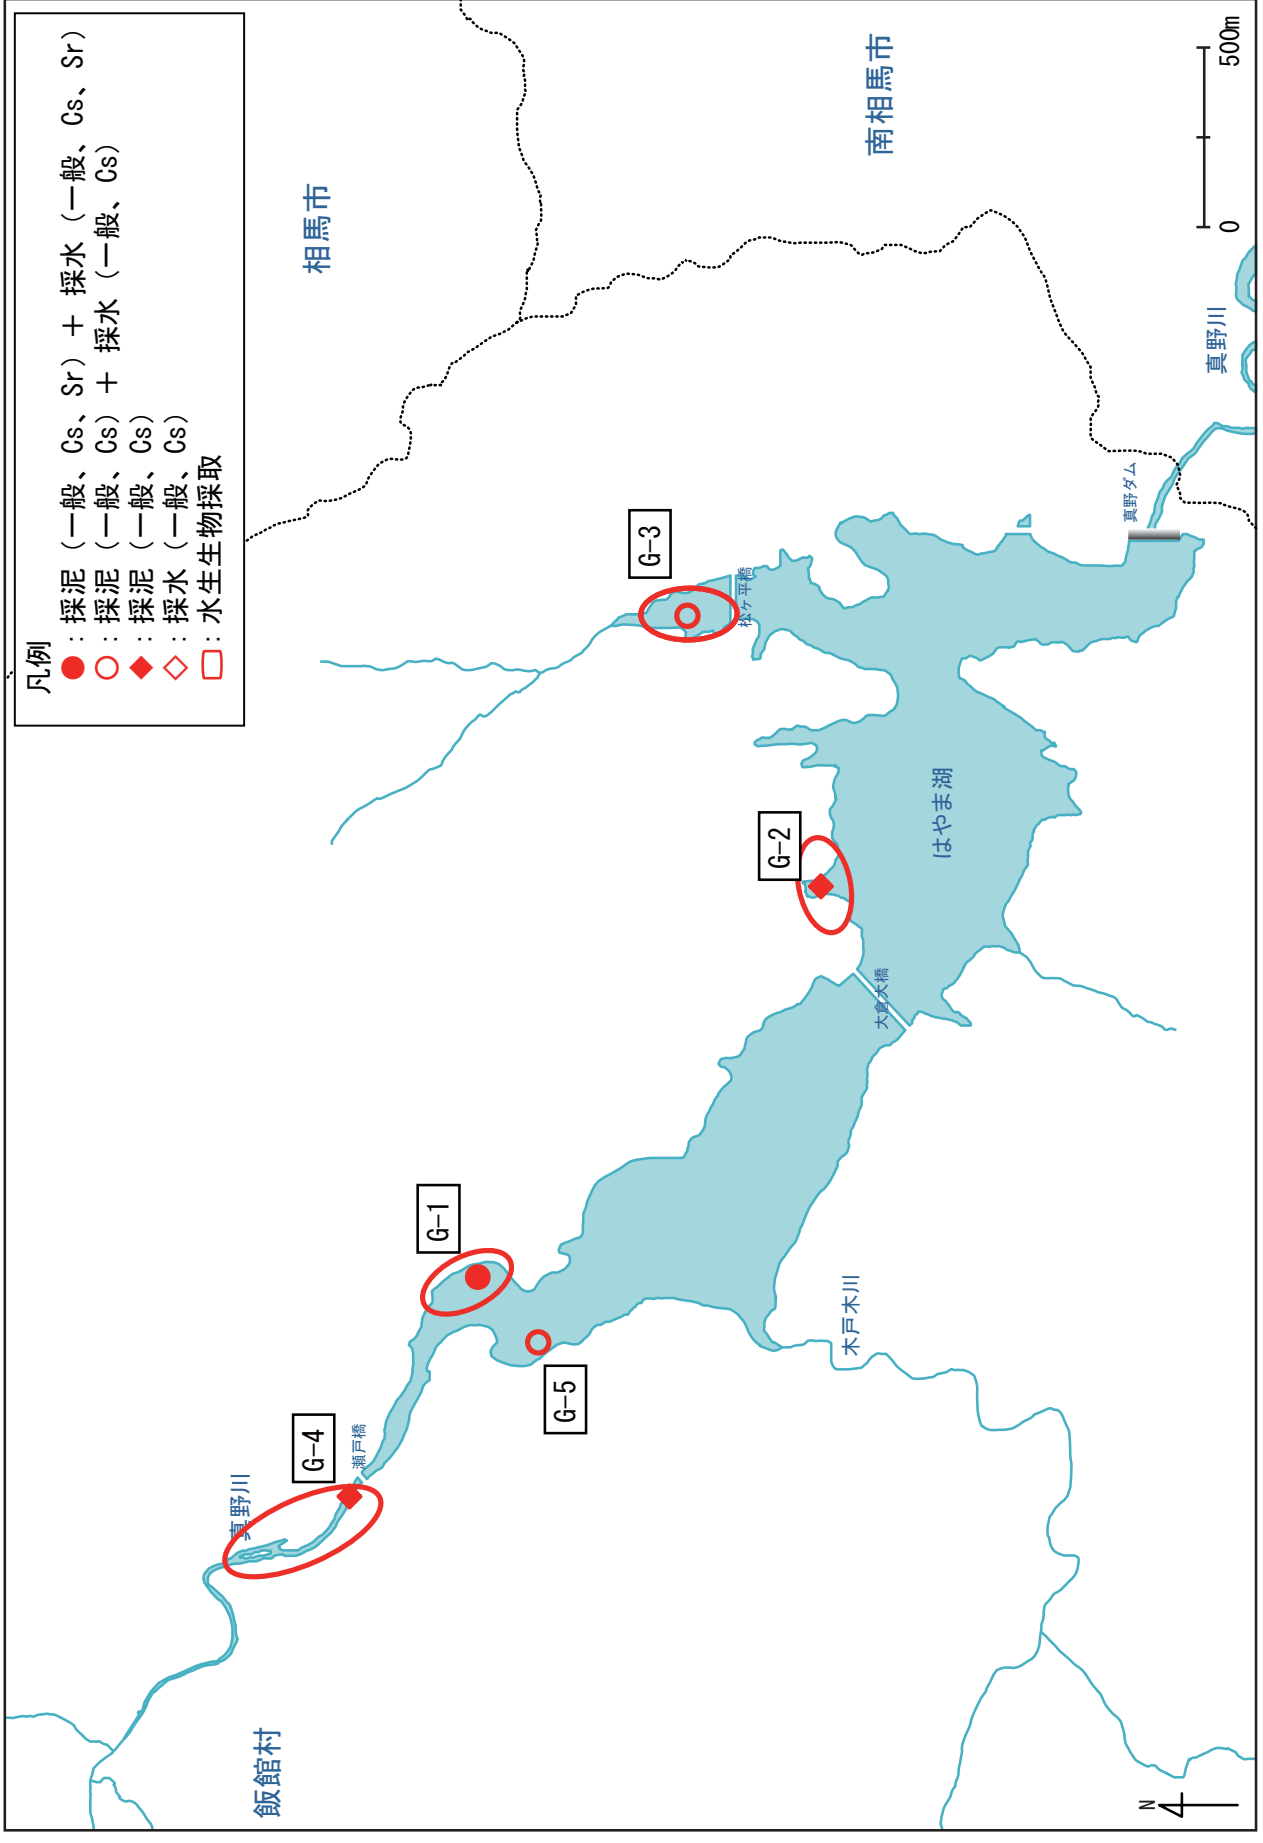 凡例
●：採泥（一般、Cs、Sr）＋採水（一般、Cs、Sr）
○：採泥（一般、Cs）＋採水（一般、Cs）
◆：採泥（一般、Cs）
◇：採水（一般、Cs）
：水生生物採取
相馬市
南相馬市
飯館村
真野川
G-4
瀬戸橋
G-1
G-5
木戸木川
G-2
大倉大橋
はやま湖
G-3
松ヶ平橋
真野ダム
真野川
0
500m
N